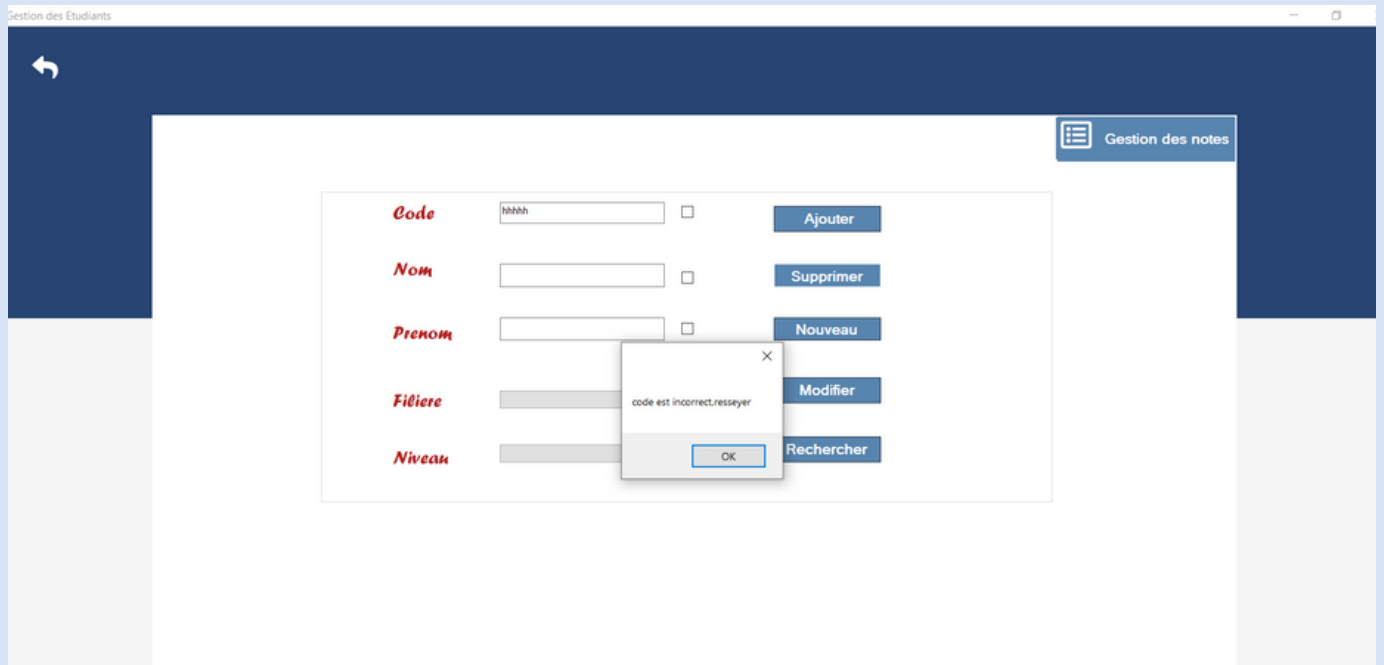 Gestion des Etudiants
Gestion des notes
Code
hhhhh
Ajouter
Nom
Supprimer
Prenom
Nouveau
Filiere
code est incorrect,resseyer
Modifier
Niveau
OK
Rechercher